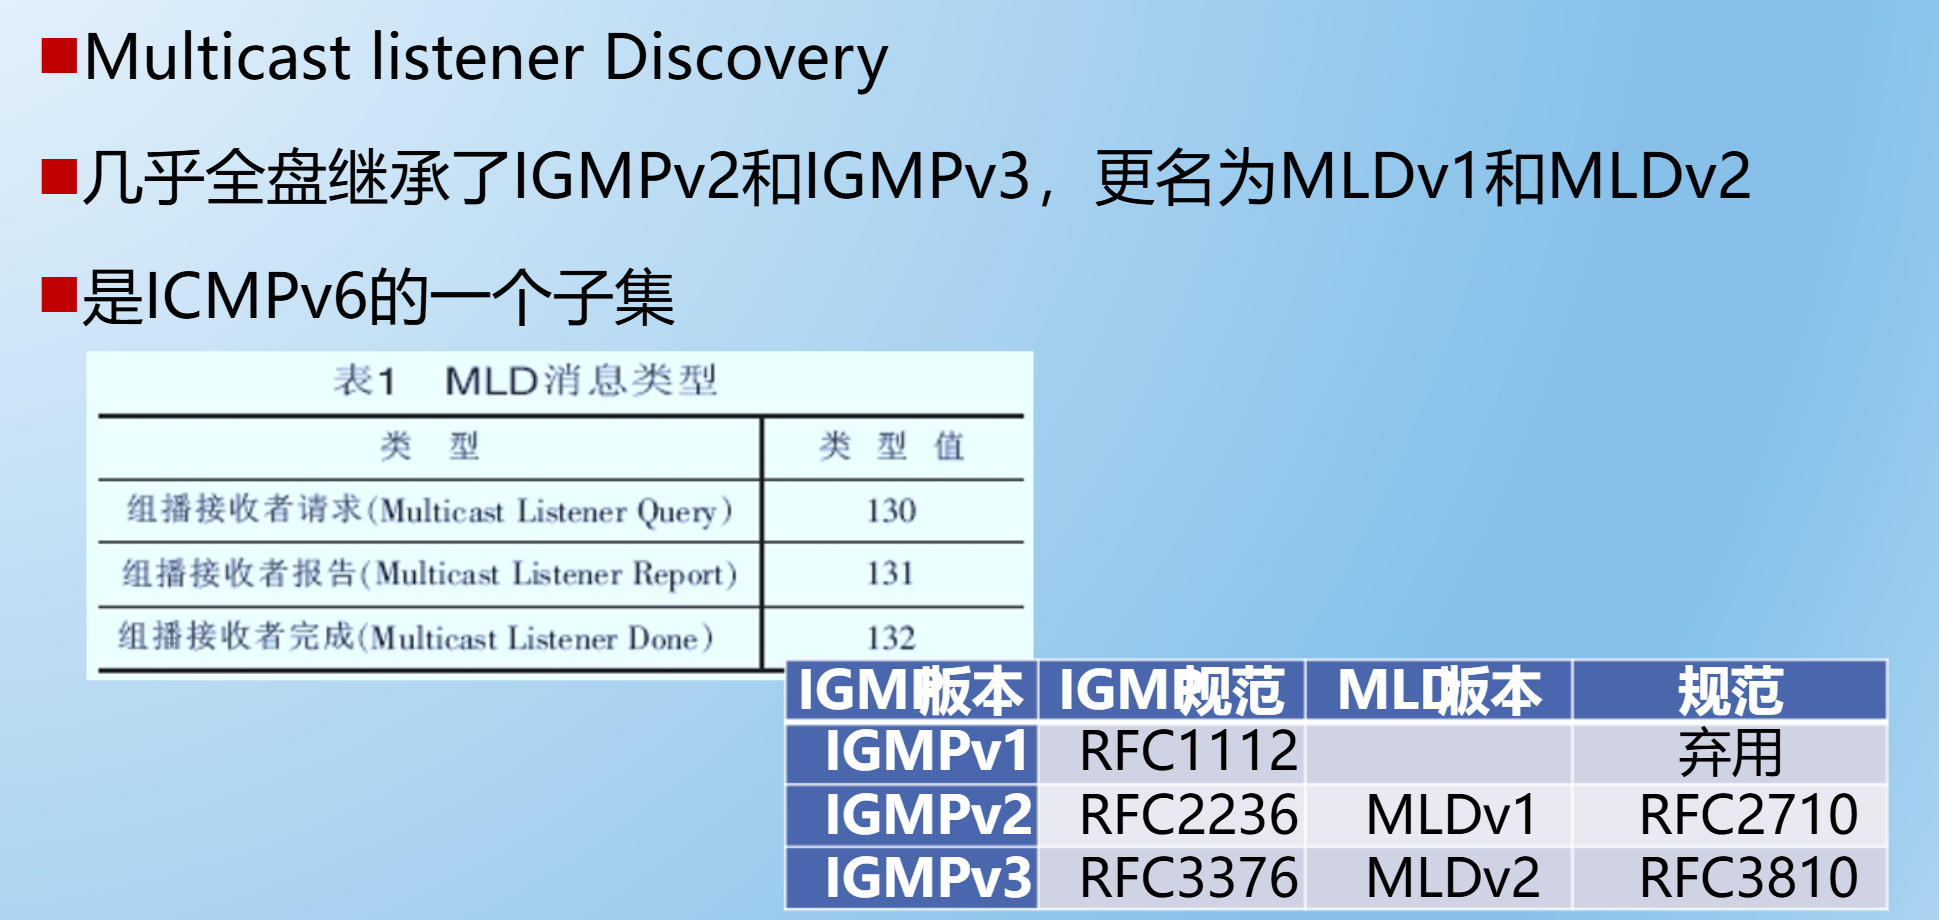 Multicast listener Discovery
几乎全盘继承了IGMPv2和IGMPv3，更名为MLDv1和MLDv2
是ICMPv6的一个子集
表1 MLD消息类型
类 型 类 型 值
组播接收者请求(Multicast Listener Query) 130
组播接收者报告(Multicast Listener Report) 131
组播接收者完成(Multicast Listener Done) 132
IGMP版本 IGMP规范 MLD版本 规范
IGMPv1 RFC1112 弃用
IGMPv2 RFC2236 MLDv1 RFC2710
IGMPv3 RFC3376 MLDv2 RFC3810